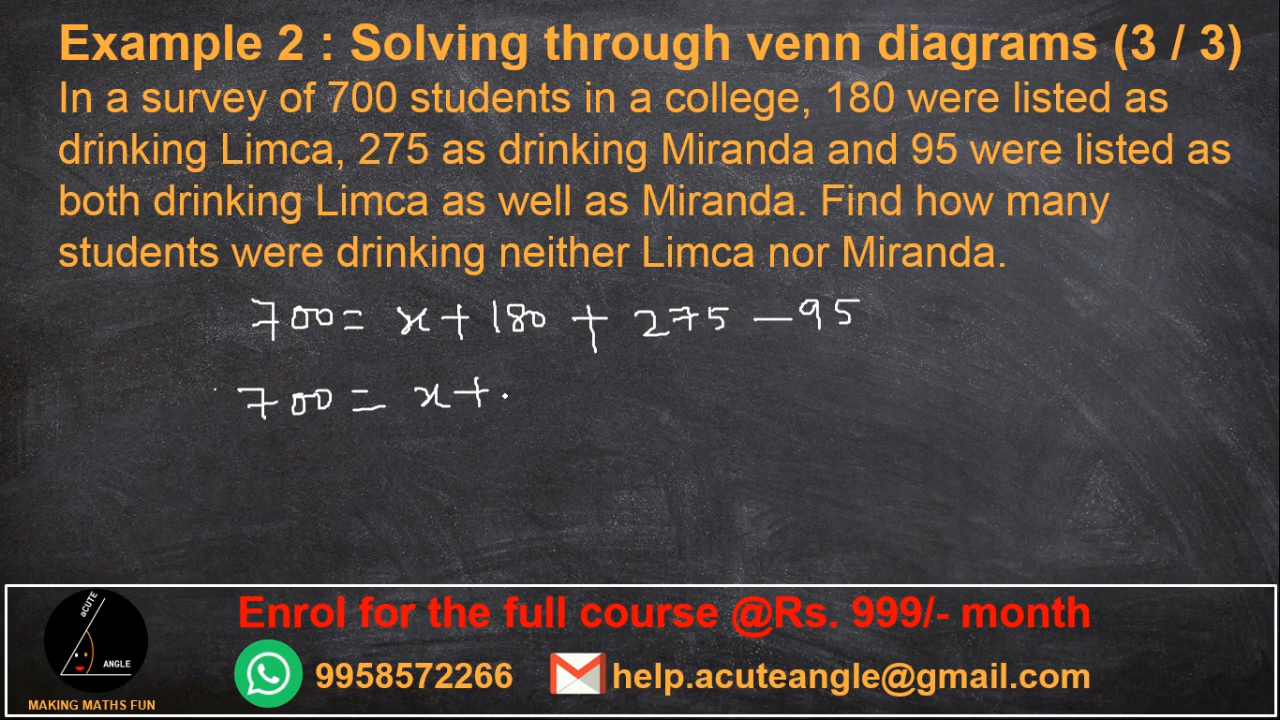 Example 2 : Solving through venn diagrams (3 / 3)
In a survey of 700 students in a college, 180 were listed as
drinking Limca, 275 as drinking Miranda and 95 were listed as
both drinking Limca as well as Miranda. Find how many
students were drinking neither Limca nor Miranda.
700 = x + 180 + 275 - 95
700 = x + .
aCUTE
ANGLE
MAKING MATHS FUN
Enrol for the full course @Rs. 999/- month
9958572266
help.acuteangle@gmail.com